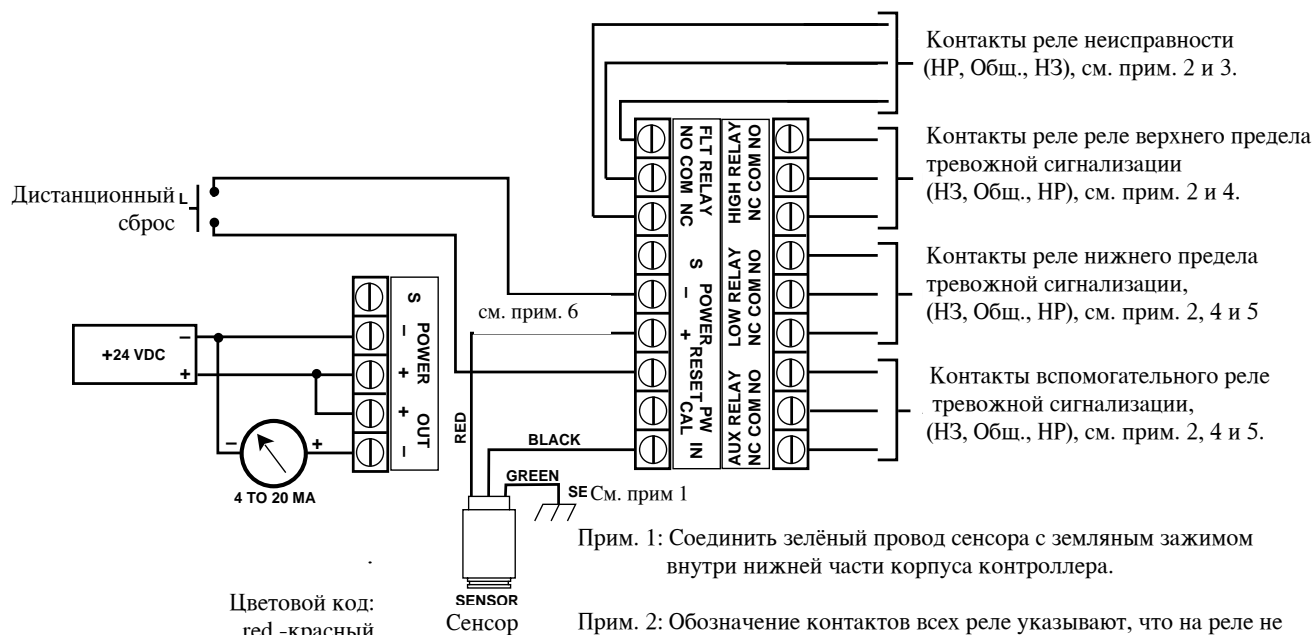 Контакты реле неисправности
(НР, Общ., НЗ), см. прим. 2 и 3.
Контакты реле реле верхнего предела
тревожной сигнализации
(НЗ, Общ., НР), см. прим. 2 и 4.
Контакты реле нижнего предела
тревожной сигнализации,
(НЗ, Общ., НР), см. прим. 2, 4 и 5
Контакты вспомогательного реле
тревожной сигнализации,
(НЗ, Общ., НР), см. прим. 2, 4 и 5.
Дистанционный
сброс
L
FLT RELAY
NO COM NC
HIGH RELAY
NC COM NO
S
– POWER +
LOW RELAY
NC COM NO
RESET
CAL
PW
IN
AUX RELAY
NC COM NO
см. прим. 6
S
– POWER +
+ OUT –
+24 VDC
–
+
–
+
4 TO 20 MA
RED
BLACK
GREEN
SE См. прим 1
SENSOR
Сенсор
Цветовой код:
red -красный
Прим. 1: Соединить зелёный провод сенсора с земляным зажимом
внутри нижней части корпуса контроллера.
Прим. 2: Обозначение контактов всех реле указывают, что на реле не